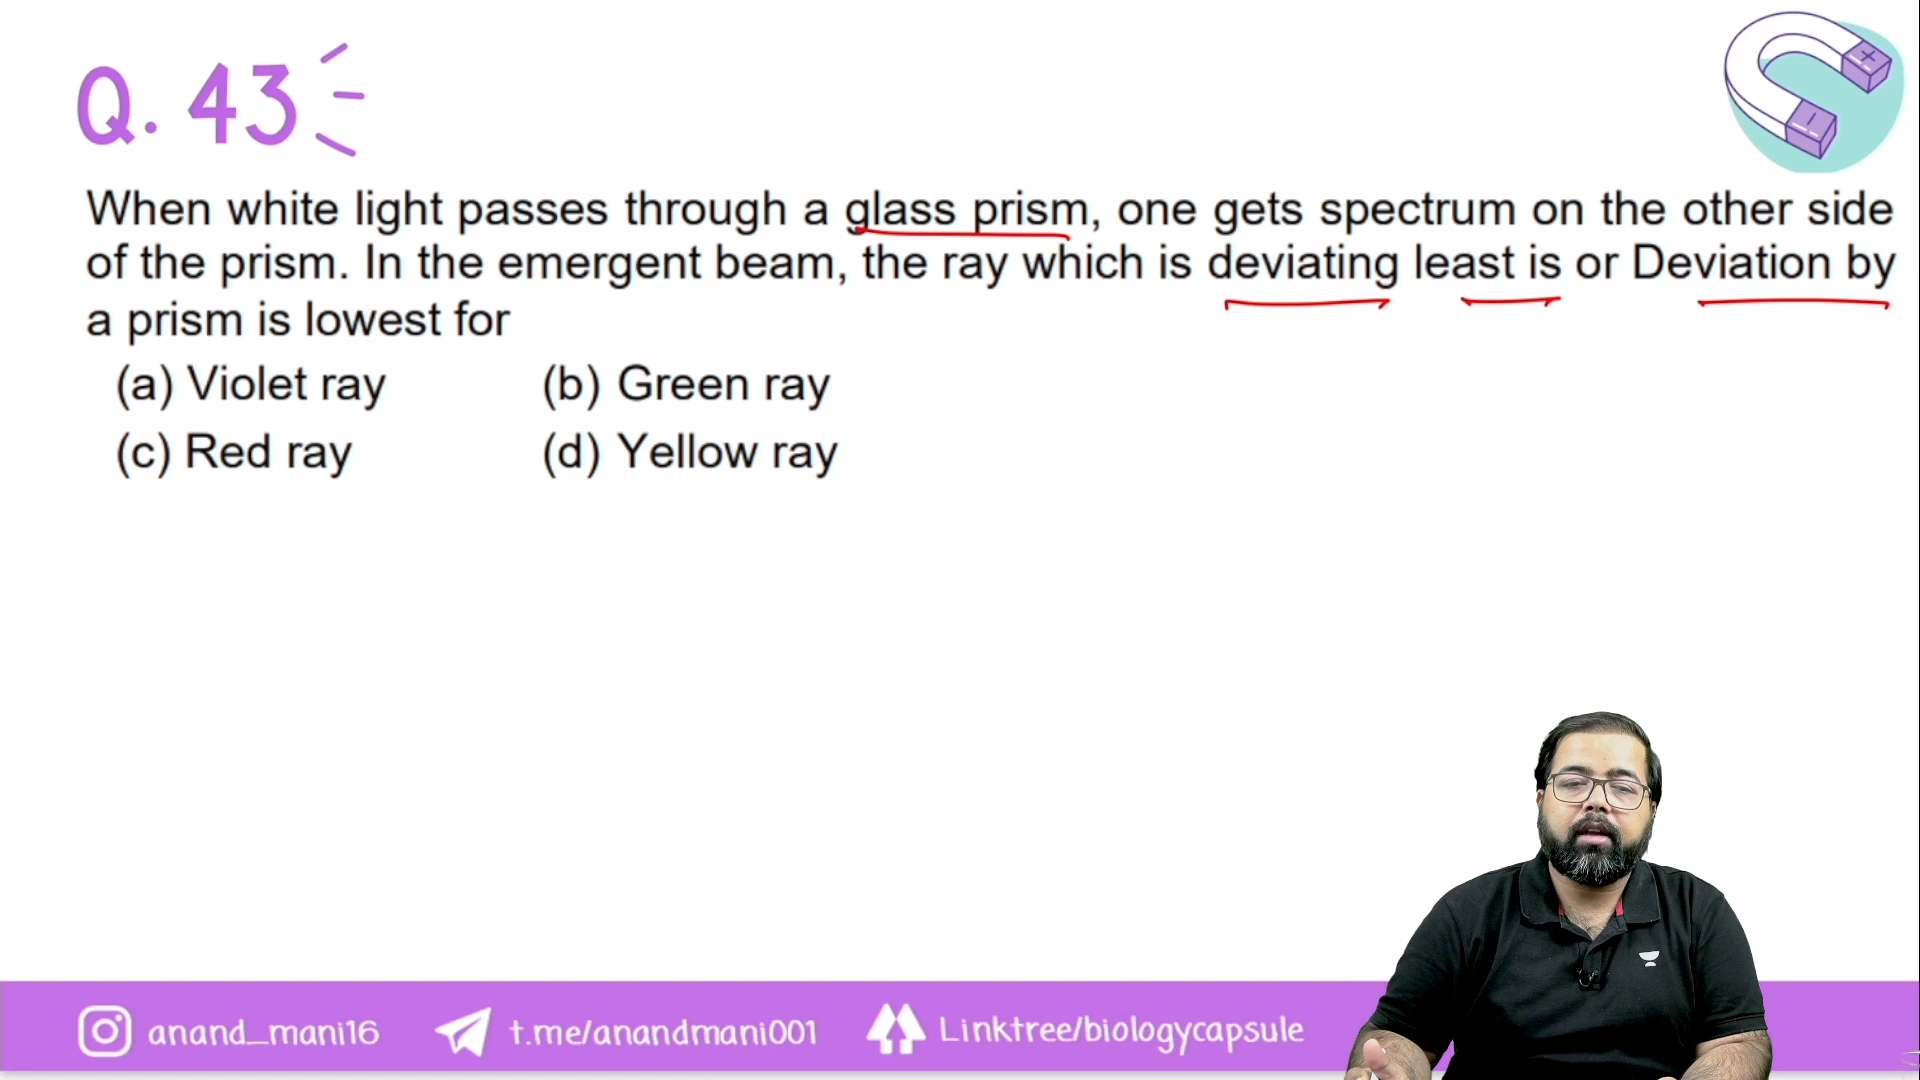 Q. 43
When white light passes through a glass prism, one gets spectrum on the other side
of the prism. In the emergent beam, the ray which is deviating least is or Deviation by
a prism is lowest for
(a) Violet ray (b) Green ray
(c) Red ray (d) Yellow ray
anand_mani16 t.me/anandmani001 Linktree/biologycapsule